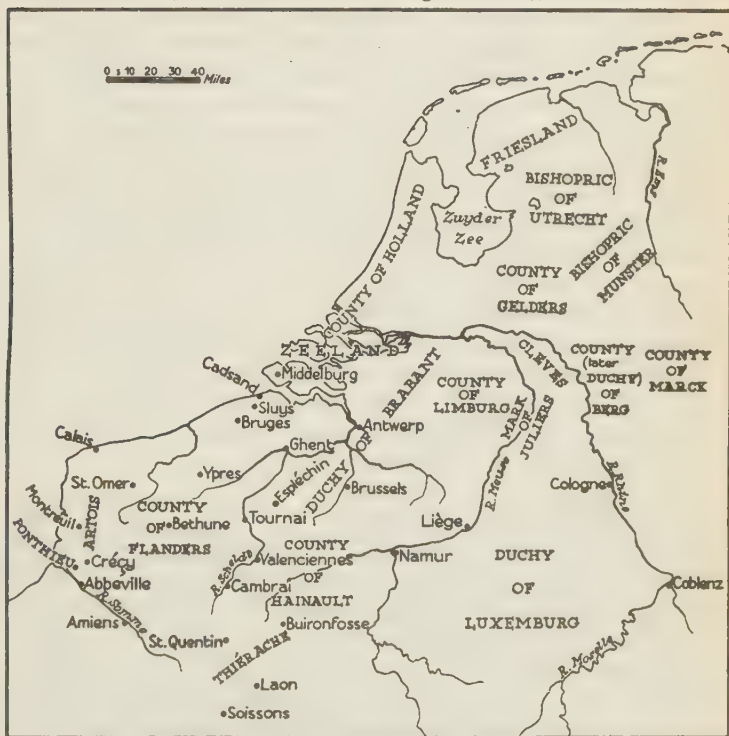 0 5 10 20 30 40 Miles
FRIESLAND
R. Ems
BISHOPRIC
OF
UTRECHT
Zuyder
Zee
BISHOPRIC
OF
MUNSTER
COUNTY OF HOLLAND
COUNTY
OF
GELDERS
ZEELAND
Middelburg
CLEVES
COUNTY
(later
DUCHY)
OF
BERG
COUNTY
OF
MARCK
Cadsand
Sluys
Bruges
DUCHY OF BRABANT
COUNTY
OF
LIMBURG
MARK
OF
JULIERS
Antwerp
Calais
Ghent
Ypres
Espléchin
Brussels
R. Meuse
Cologne
R. Rhine
St. Omer
COUNTY
OF
FLANDERS
Bethune
Tournai
Liège
Montreuil
ARTOIS
PONTHIEU
Crécy
Abbeville
R. Somme
Valenciennes
R. Scheldt
Cambrai
COUNTY
OF
HAINAULT
Namur
DUCHY
OF
LUXEMBURG
Coblenz
R. Moselle
Amiens
St. Quentin
Buironfosse
THIÉRACHE
Laon
Soissons